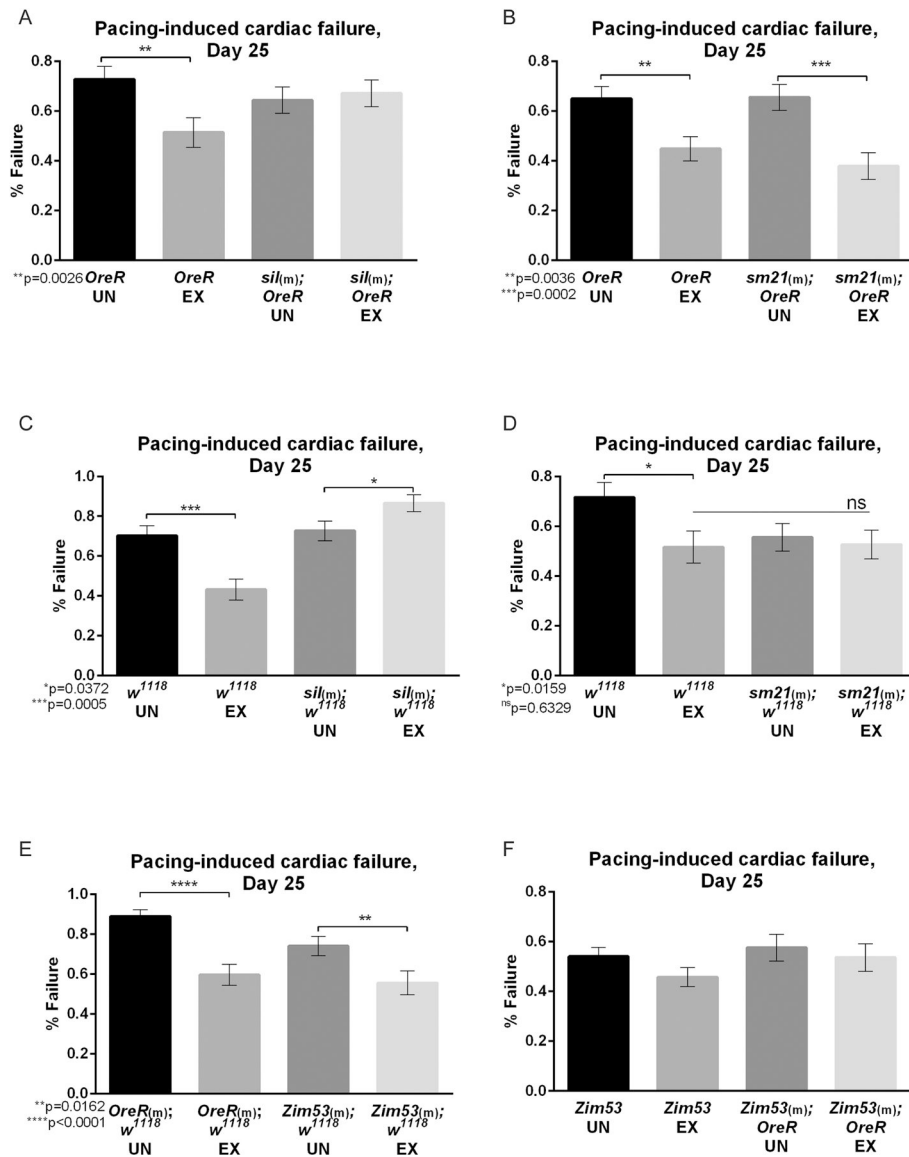 A
Pacing-induced cardiac failure,
Day 25
**
% Failure
0.8
0.6
0.4
0.2
0.0
**p=0.0026
OreR UN
OreR EX
sil(m); OreR UN
sil(m); OreR EX
B
Pacing-induced cardiac failure,
Day 25
**
***
% Failure
0.8
0.6
0.4
0.2
0.0
**p=0.0036
***p=0.0002
OreR UN
OreR EX
sm21(m); OreR UN
sm21(m); OreR EX
C
Pacing-induced cardiac failure,
Day 25
***
*
% Failure
1.0
0.8
0.6
0.4
0.2
0.0
*p=0.0372
***p=0.0005
w1118 UN
w1118 EX
sil(m); w1118 UN
sil(m); w1118 EX
D
Pacing-induced cardiac failure,
Day 25
*
ns
% Failure
0.8
0.6
0.4
0.2
0.0
*p=0.0159
nsp=0.6329
w1118 UN
w1118 EX
sm21(m); w1118 UN
sm21(m); w1118 EX
E
Pacing-induced cardiac failure,
Day 25
****
**
% Failure
1.0
0.8
0.6
0.4
0.2
0.0
**p=0.0162
****p<0.0001
OreR(m); w1118 UN
OreR(m); w1118 EX
Zim53(m); w1118 UN
Zim53(m); w1118 EX
F
Pacing-induced cardiac failure,
Day 25
% Failure
0.8
0.6
0.4
0.2
0.0
Zim53 UN
Zim53 EX
Zim53(m); OreR UN
Zim53(m); OreR EX